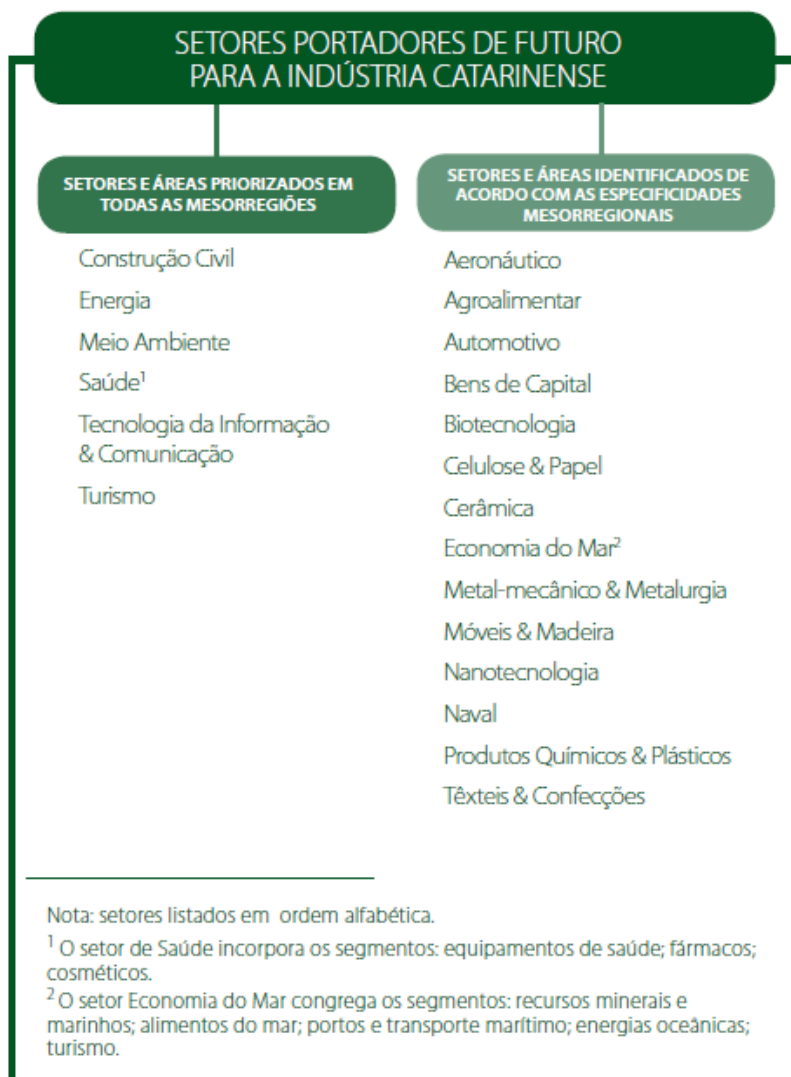 SETORES PORTADORES DE FUTURO
PARA A INDÚSTRIA CATARINENSE
SETORES E ÁREAS PRIORIZADOS EM
TODAS AS MESORREGIÕES
Construção Civil
Energia
Meio Ambiente
Saúde¹
Tecnologia da Informação
& Comunicação
Turismo
SETORES E ÁREAS IDENTIFICADOS DE
ACORDO COM AS ESPECIFICIDADES
MESORREGIONAIS
Aeronáutico
Agroalimentar
Automotivo
Bens de Capital
Biotecnologia
Celulose & Papel
Cerâmica
Economia do Mar²
Metal-mecânico & Metalurgia
Móveis & Madeira
Nanotecnologia
Naval
Produtos Químicos & Plásticos
Têxteis & Confecções
Nota: setores listados em ordem alfabética.
¹ O setor de Saúde incorpora os segmentos: equipamentos de saúde; fármacos;
cosméticos.
² O setor Economia do Mar congrega os segmentos: recursos minerais e
marinhos; alimentos do mar; portos e transporte marítimo; energias oceânicas;
turismo.